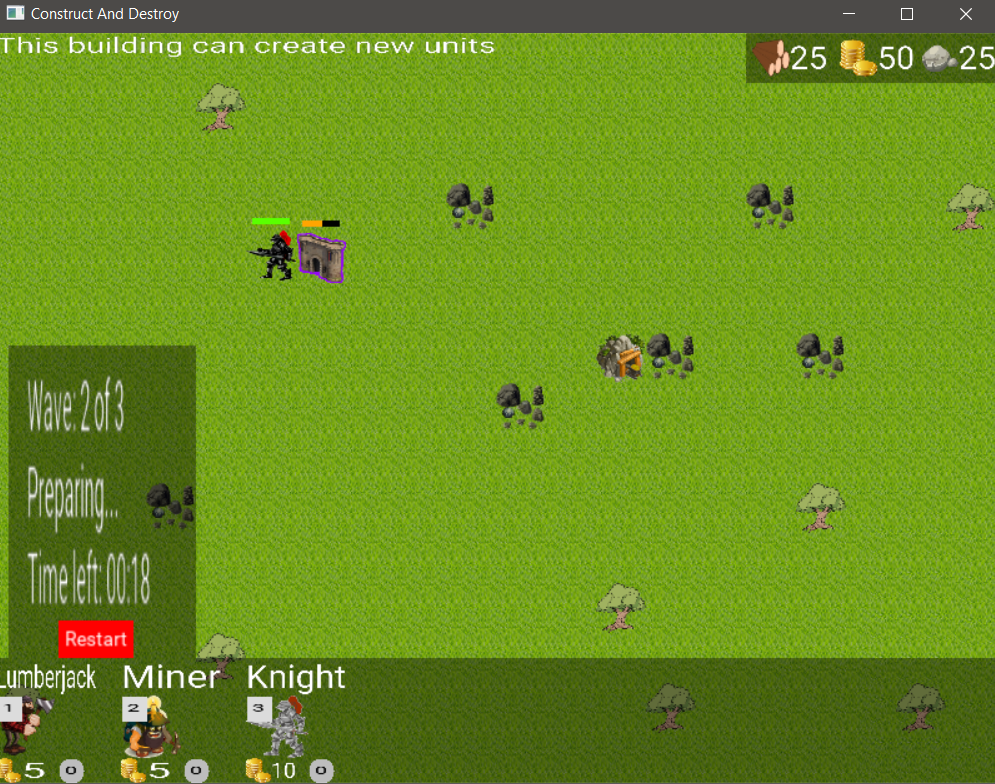 Construct And Destroy
This building can create new units
25 50 25
Wave: 2 of 3
Preparing...
Time left: 00:18
Restart
Lumberjack Miner Knight
1 2 3
5 0 5 0 10 0